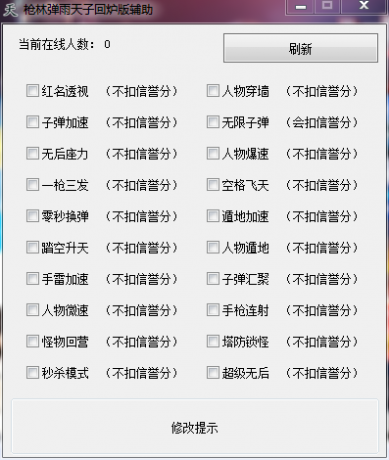 天 枪林弹雨天子回炉版辅助
当前在线人数: 0
刷新
红名透视 （不扣信誉分） 人物穿墙 （不扣信誉分）
子弹加速 （不扣信誉分） 无限子弹 （会扣信誉分）
无后座力 （不扣信誉分） 人物爆速 （不扣信誉分）
一枪三发 （不扣信誉分） 空格飞天 （不扣信誉分）
零秒换弹 （不扣信誉分） 遁地加速 （不扣信誉分）
踏空升天 （不扣信誉分） 人物遁地 （不扣信誉分）
手雷加速 （不扣信誉分） 子弹汇聚 （不扣信誉分）
人物微速 （不扣信誉分） 手枪连射 （不扣信誉分）
怪物回营 （不扣信誉分） 塔防锁怪 （不扣信誉分）
秒杀模式 （不扣信誉分） 超级无后 （不扣信誉分）
修改提示